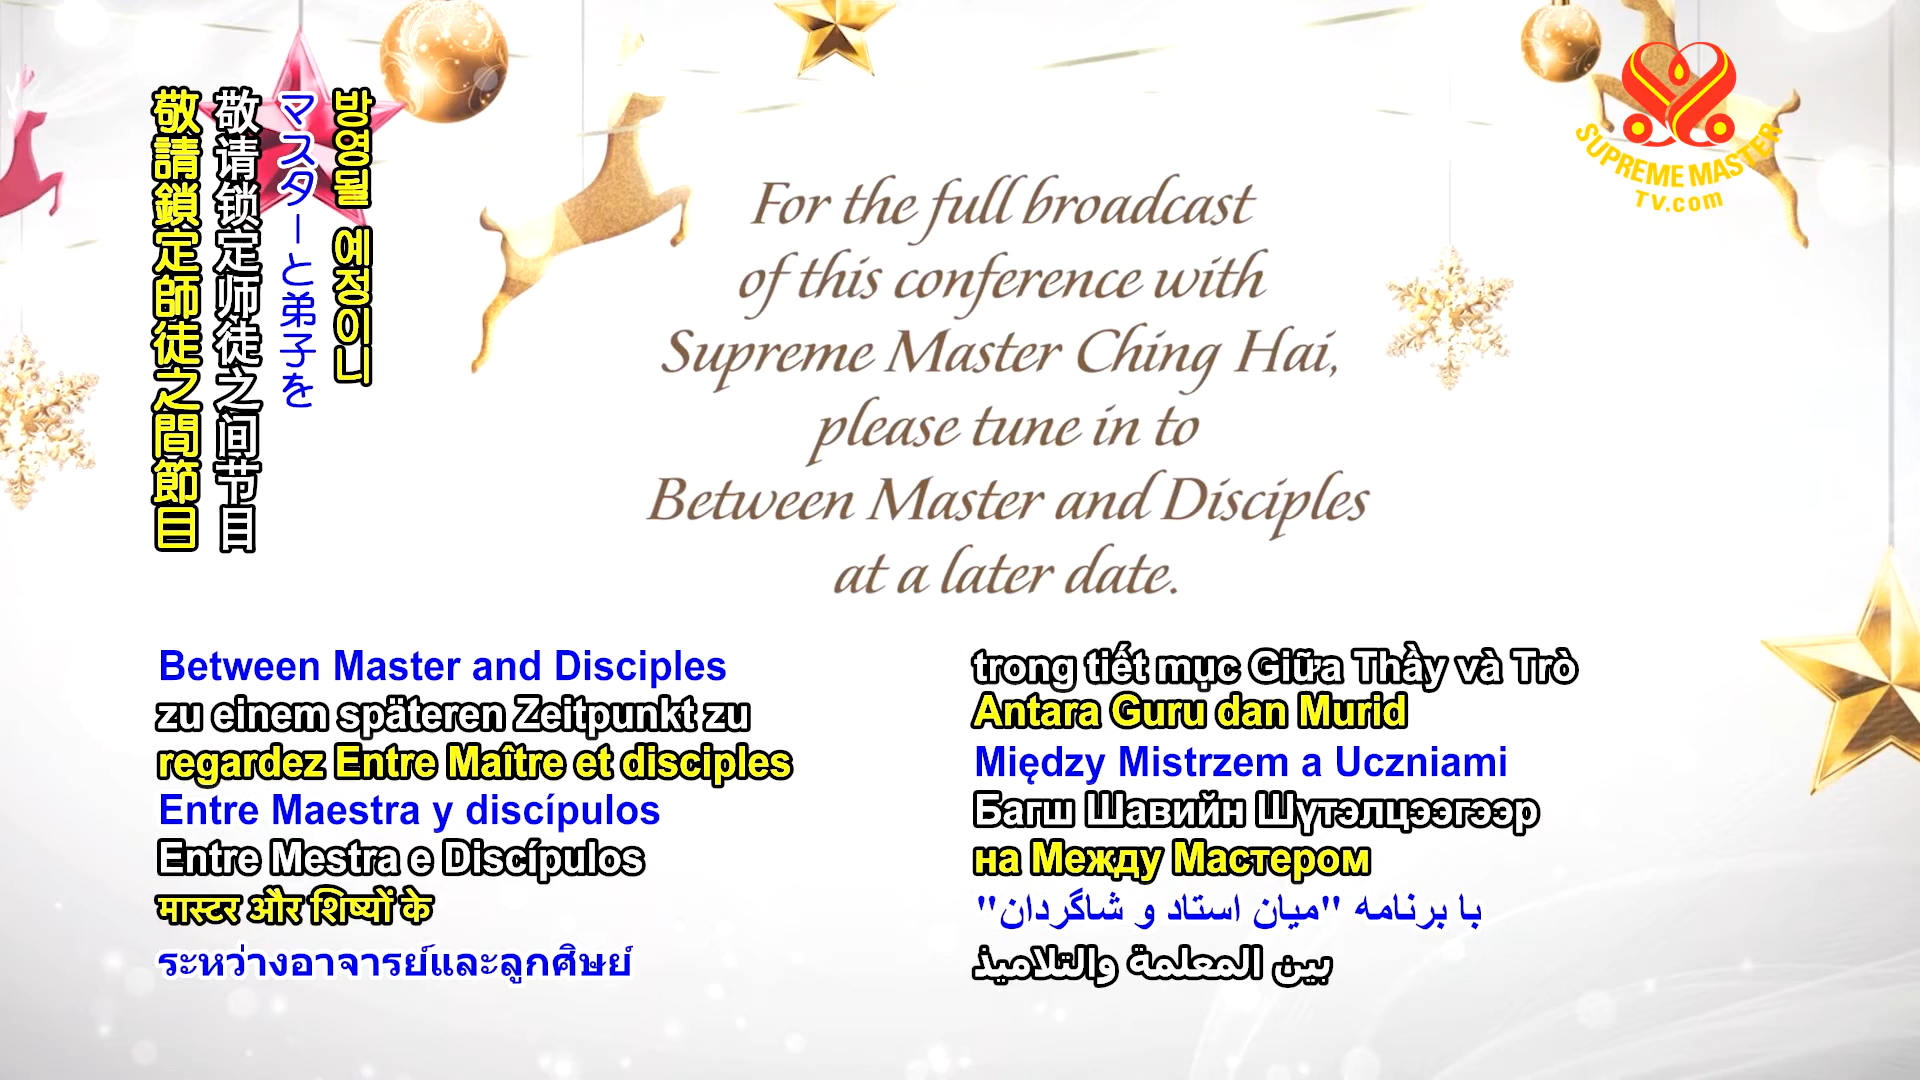 敬請鎖定師徒之間節目
敬请锁定师徒之间节目
マスターと弟子を
방영될 예정이니
SUPREME MASTER
TV.com
For the full broadcast
of this conference with
Supreme Master Ching Hai,
please tune in to
Between Master and Disciples
at a later date.
Between Master and Disciples
zu einem späteren Zeitpunkt zu
regardez Entre Maître et disciples
Entre Maestra y discípulos
Entre Mestra e Discípulos
मास्टर और शिष्यों के
ระหว่างอาจารย์และลูกศิษย์
trong tiết mục Giữa Thầy và Trò
Antara Guru dan Murid
Między Mistrzem a Uczniami
Багш Шавийн Шүтэлцээгээр
на Между Мастером
با برنامه "میان استاد و شاگردان"
بين المعلمة والتلاميذ